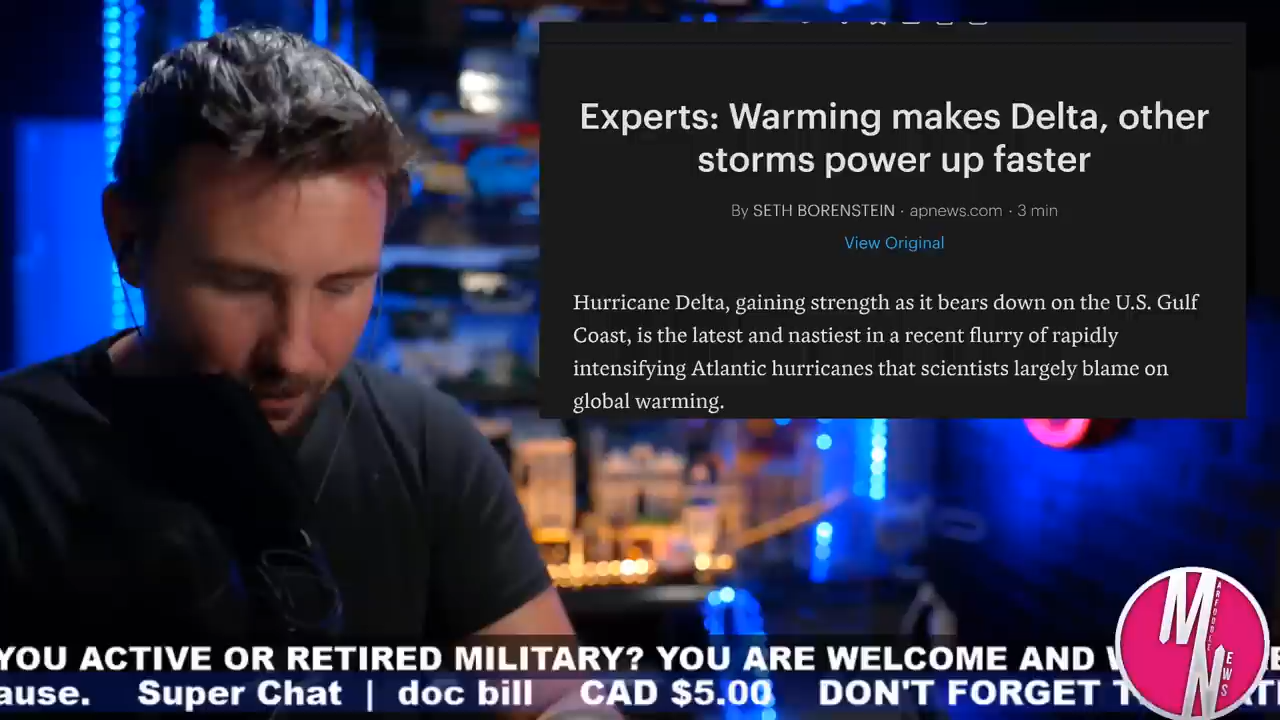 Experts: Warming makes Delta, other
storms power up faster
By SETH BORENSTEIN · apnews.com · 3 min
View Original
Hurricane Delta, gaining strength as it bears down on the U.S. Gulf
Coast, is the latest and nastiest in a recent flurry of rapidly
intensifying Atlantic hurricanes that scientists largely blame on
global warming.
YOU ACTIVE OR RETIRED MILITARY? YOU ARE WELCOME AND
ause. Super Chat | doc bill CAD $5.00 DON'T FORGET
MN
NEWS